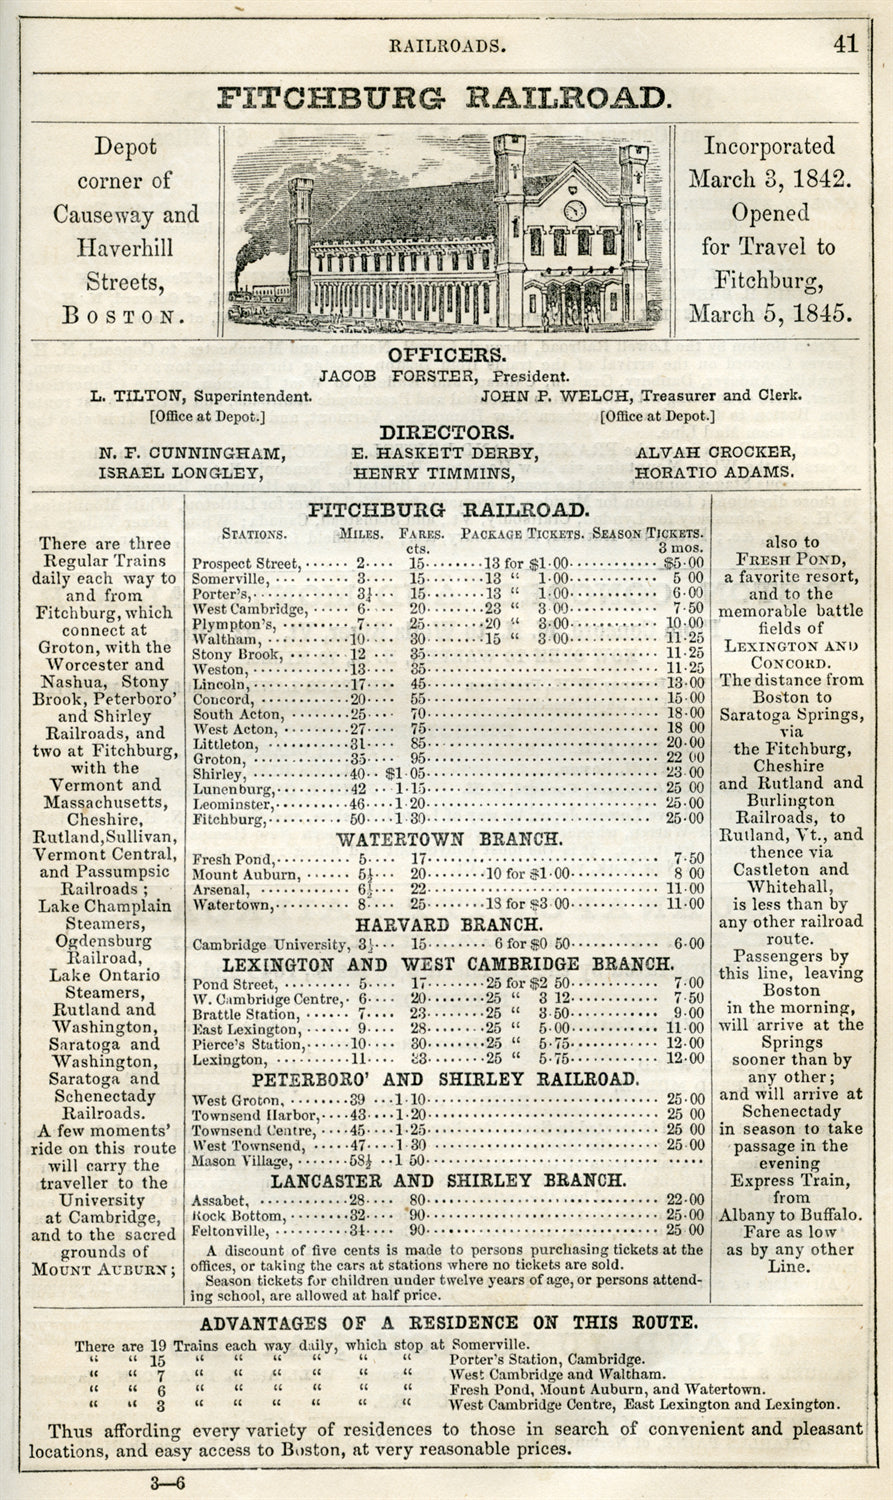 RAILROADS. 41
FITCHBURG RAILROAD.
Depot
corner of
Causeway and
Haverhill
Streets,
BOSTON.
Incorporated
March 3, 1842.
Opened
for Travel to
Fitchburg,
March 5, 1845.
OFFICERS.
JACOB FORSTER, President.
L. TILTON, Superintendent. JOHN P. WELCH, Treasurer and Clerk.
[Office at Depot.] [Office at Depot.]
DIRECTORS.
N. F. CUNNINGHAM, E. HASKETT DERBY, ALVAH CROCKER,
ISRAEL LONGLEY, HENRY TIMMINS, HORATIO ADAMS.
There are three
Regular Trains
daily each way to
and from
Fitchburg, which
connect at
Groton, with the
Worcester and
Nashua, Stony
Brook, Peterboro'
and Shirley
Railroads, and
two at Fitchburg,
with the
Vermont and
Massachusetts,
Cheshire,
Rutland, Sullivan,
Vermont Central,
and Passumpsic
Railroads;
Lake Champlain
Steamers,
Ogdensburg
Railroad,
Lake Ontario
Steamers,
Rutland and
Washington,
Saratoga and
Washington,
Saratoga and
Schenectady
Railroads.
A few moments'
ride on this route
will carry the
traveller to the
University
at Cambridge,
and to the sacred
grounds of
MOUNT AUBURN;
FITCHBURG RAILROAD.
STATIONS. MILES. FARES. PACKAGE TICKETS. SEASON TICKETS.
cts. 3 mos.
Prospect Street, 2 15 13 for $1.00 $5.00
Somerville, 3 15 13 “ 1.00 5 00
Porter's, 3¼ 15 13 “ 1.00 6.00
West Cambridge, 6 20 23 “ 3 00 7.50
Plympton's, 7 25 20 “ 3.00 10.00
Waltham, 10 30 15 “ 3.00 11.25
Stony Brook, 12 35 11.25
Weston, 13 35 11.25
Lincoln, 17 45 13.00
Concord, 20 55 15.00
South Acton, 25 70 18.00
West Acton, 27 75 18 00
Littleton, 31 85 20.00
Groton, 35 95 22 00
Shirley, 40 $1.05 23.00
Lunenburg, 42 1.15 25 00
Leominster, 46 1.20 25.00
Fitchburg, 50 1.30 25.00
WATERTOWN BRANCH.
Fresh Pond, 5 17 7.50
Mount Auburn, 5½ 20 10 for $1.00 8 00
Arsenal, 6½ 22 11.00
Watertown, 8 25 13 for $3 00 11.00
HARVARD BRANCH.
Cambridge University, 3½ 15 6 for $0 50 6.00
LEXINGTON AND WEST CAMBRIDGE BRANCH.
Pond Street, 5 17 25 for $2 50 7.00
W. Cambridge Centre, 6 20 25 “ 3 12 7.50
Brattle Station, 7 23 25 “ 3.50 9.00
East Lexington, 9 28 25 “ 5.00 11.00
Pierce's Station, 10 30 25 “ 5.75 12.00
Lexington, 11 33 25 “ 5.75 12.00
PETERBORO' AND SHIRLEY RAILROAD.
West Groton, 39 1.10 25.00
Townsend Harbor, 43 1.20 25 00
Townsend Centre, 45 1.25 25 00
West Townsend, 47 1 30 25 00
Mason Village, 58½ 1 50
LANCASTER AND SHIRLEY BRANCH.
Assabet, 28 80 22.00
Rock Bottom, 32 90 25.00
Feltonville, 34 90 25 00
A discount of five cents is made to persons purchasing tickets at the
offices, or taking the cars at stations where no tickets are sold.
Season tickets for children under twelve years of age, or persons attend-
ing school, are allowed at half price.
also to
FRESH POND,
a favorite resort,
and to the
memorable battle
fields of
LEXINGTON AND
CONCORD.
The distance from
Boston to
Saratoga Springs,
via
the Fitchburg,
Cheshire
and Rutland and
Burlington
Railroads, to
Rutland, Vt., and
thence via
Castleton and
Whitehall,
is less than by
any other railroad
route.
Passengers by
this line, leaving
Boston
in the morning,
will arrive at the
Springs
sooner than by
any other;
and will arrive at
Schenectady
in season to take
passage in the
evening
Express Train,
from
Albany to Buffalo.
Fare as low
as by any other
Line.
ADVANTAGES OF A RESIDENCE ON THIS ROUTE.
There are 19 Trains each way daily, which stop at Somerville.
“ “ 15 “ “ “ “ “ “ Porter's Station, Cambridge.
“ “ 7 “ “ “ “ “ “ West Cambridge and Waltham.
“ “ 6 “ “ “ “ “ “ Fresh Pond, Mount Auburn, and Watertown.
“ “ 3 “ “ “ “ “ “ West Cambridge Centre, East Lexington and Lexington.
Thus affording every variety of residences to those in search of convenient and pleasant
locations, and easy access to Boston, at very reasonable prices.
3—6